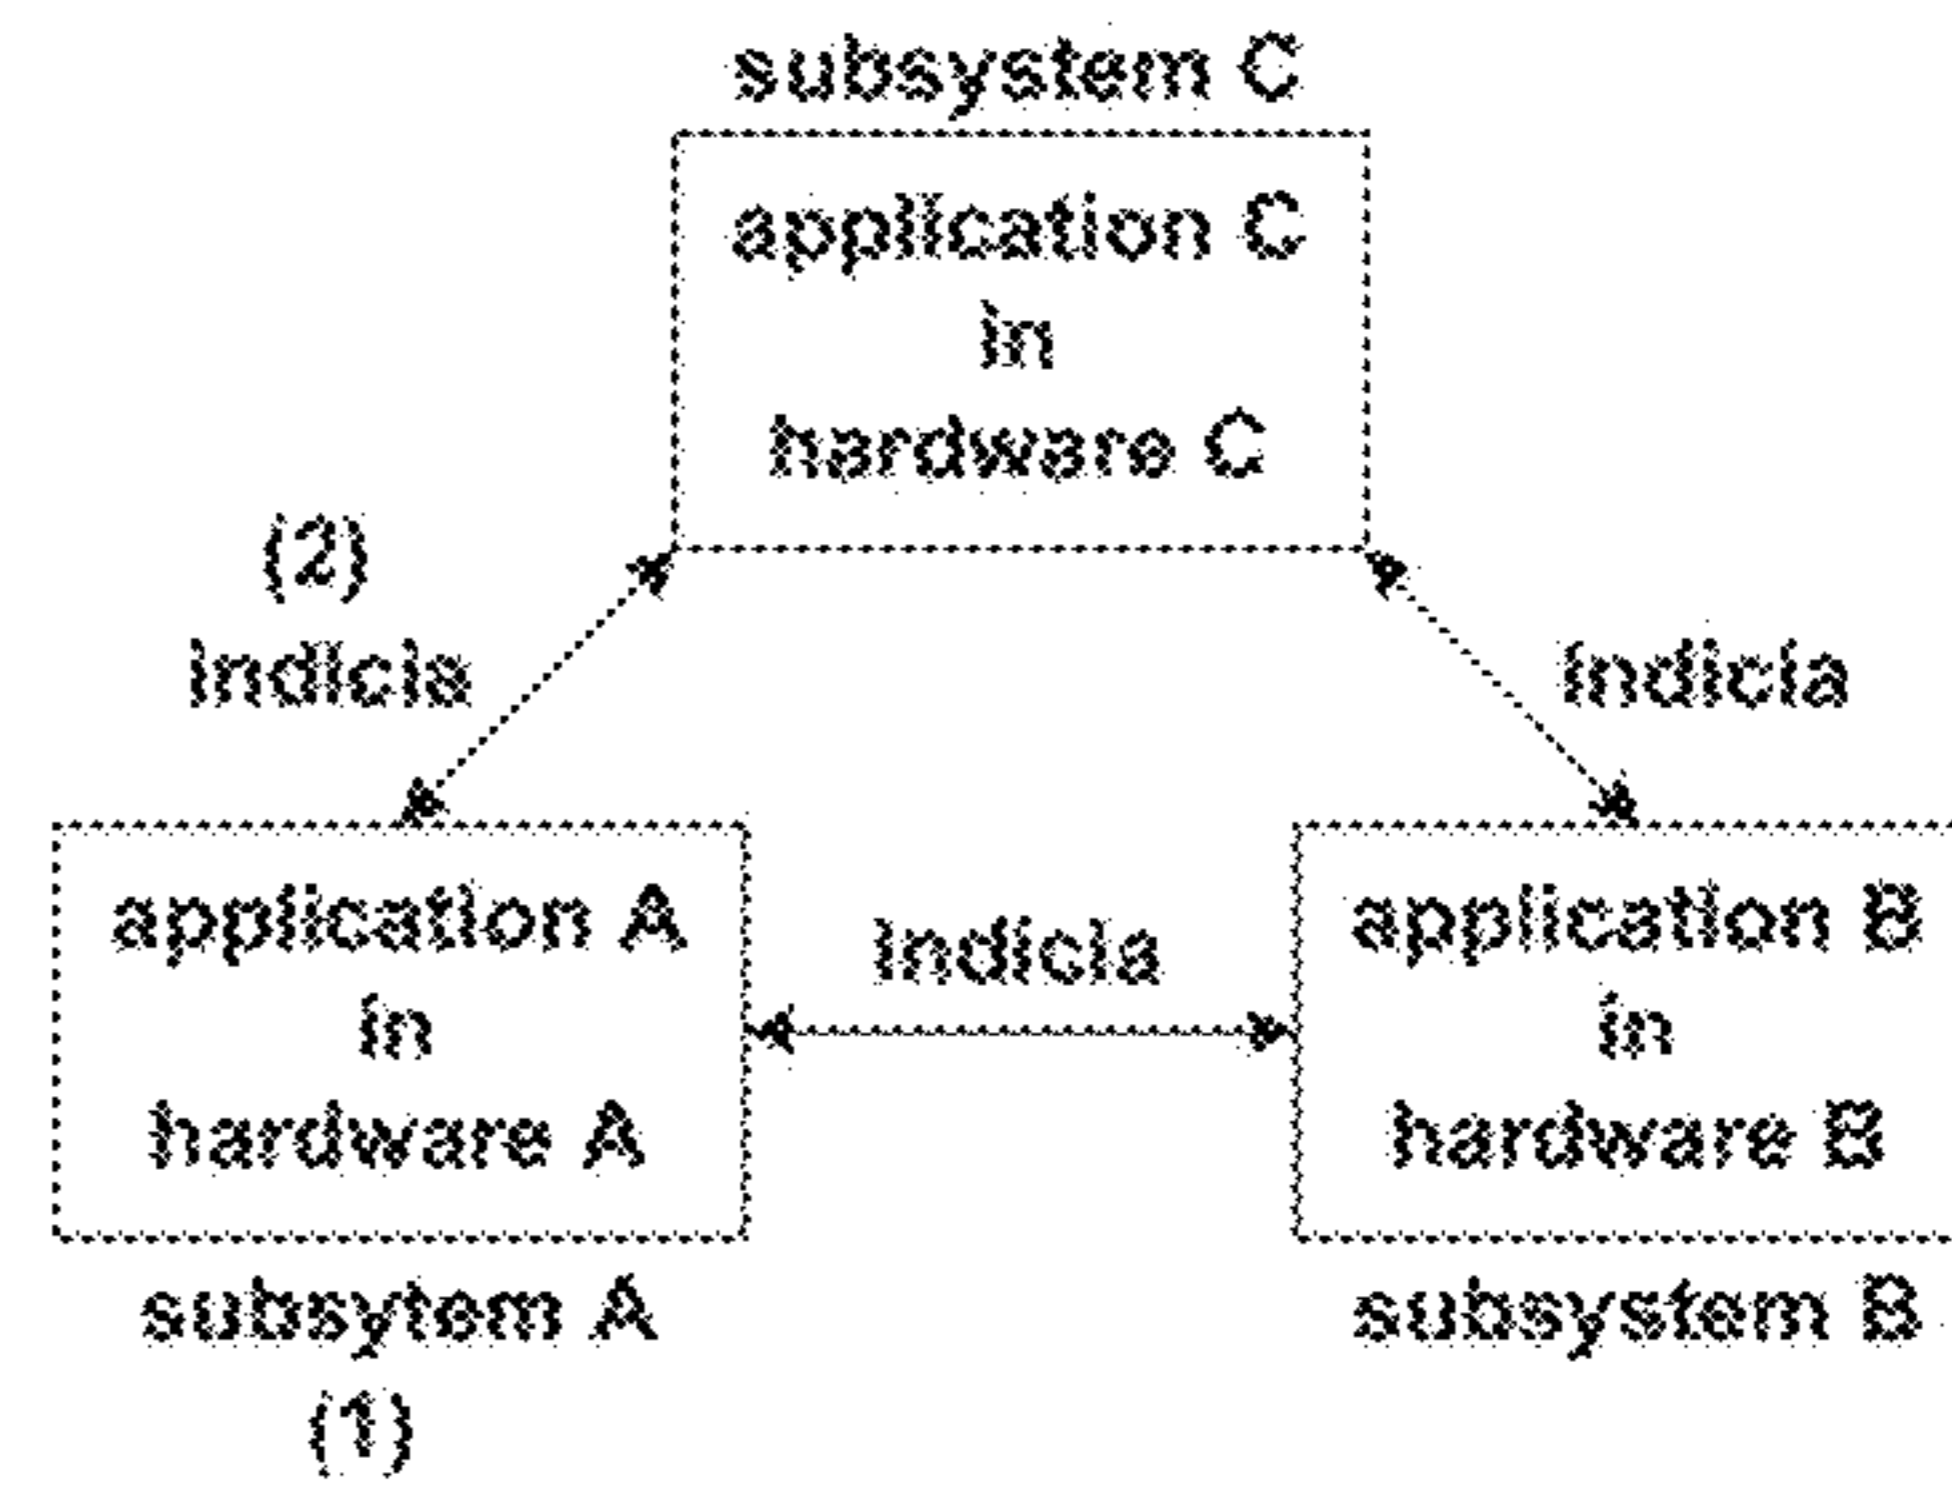 subsystem C
application C
in
hardware C
(2)
indicia
indicia
application A
in
hardware A
indicia
application B
in
hardware B
subsytem A
(1)
subsystem B